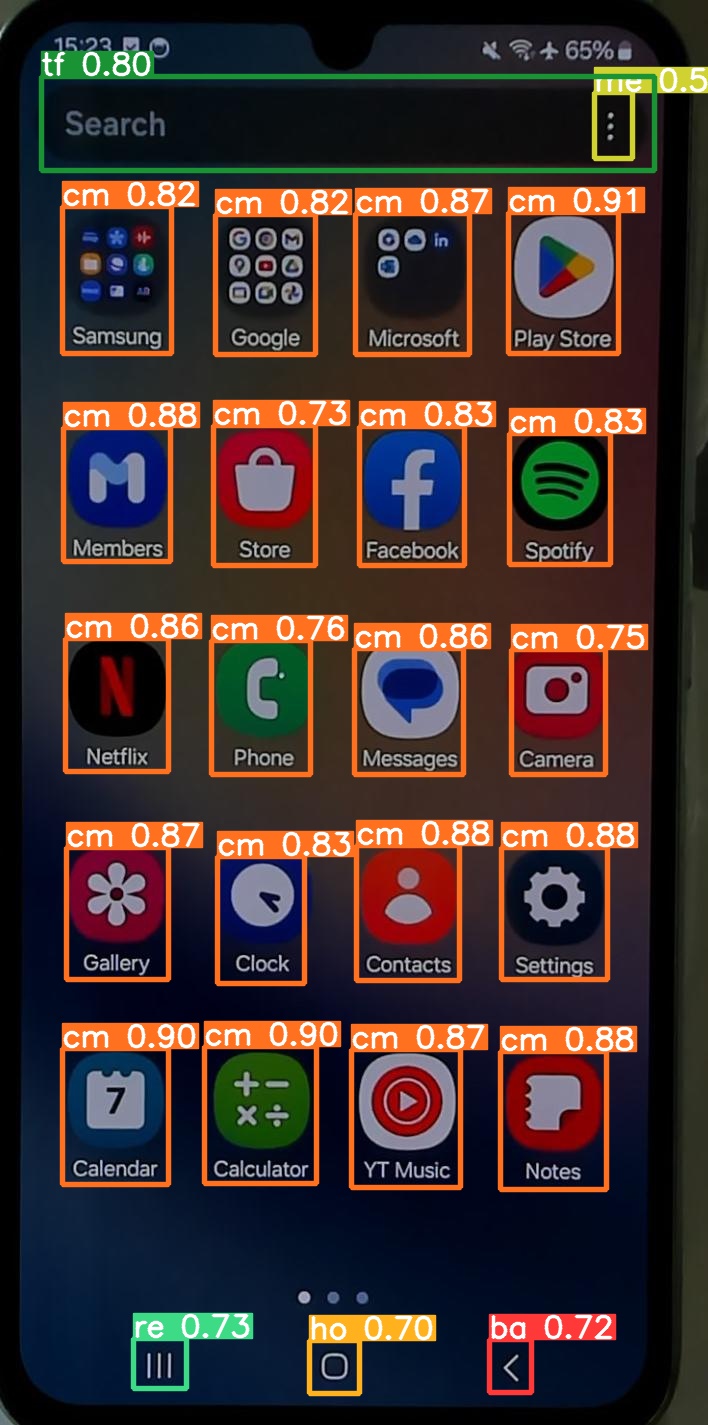 15:23 65%
tf 0.80
me 0.5
Search
cm 0.82 cm 0.82 cm 0.87 cm 0.91
in
Samsung Google Microsoft Play Store
cm 0.88 cm 0.73 cm 0.83 cm 0.83
Members Store Facebook Spotify
cm 0.86 cm 0.76 cm 0.86 cm 0.75
N
Netflix Phone Messages Camera
cm 0.87 cm 0.83 cm 0.88 cm 0.88
Gallery Clock Contacts Settings
cm 0.90 cm 0.90 cm 0.87 cm 0.88
7
Calendar Calculator YT Music Notes
re 0.73 ho 0.70 ba 0.72